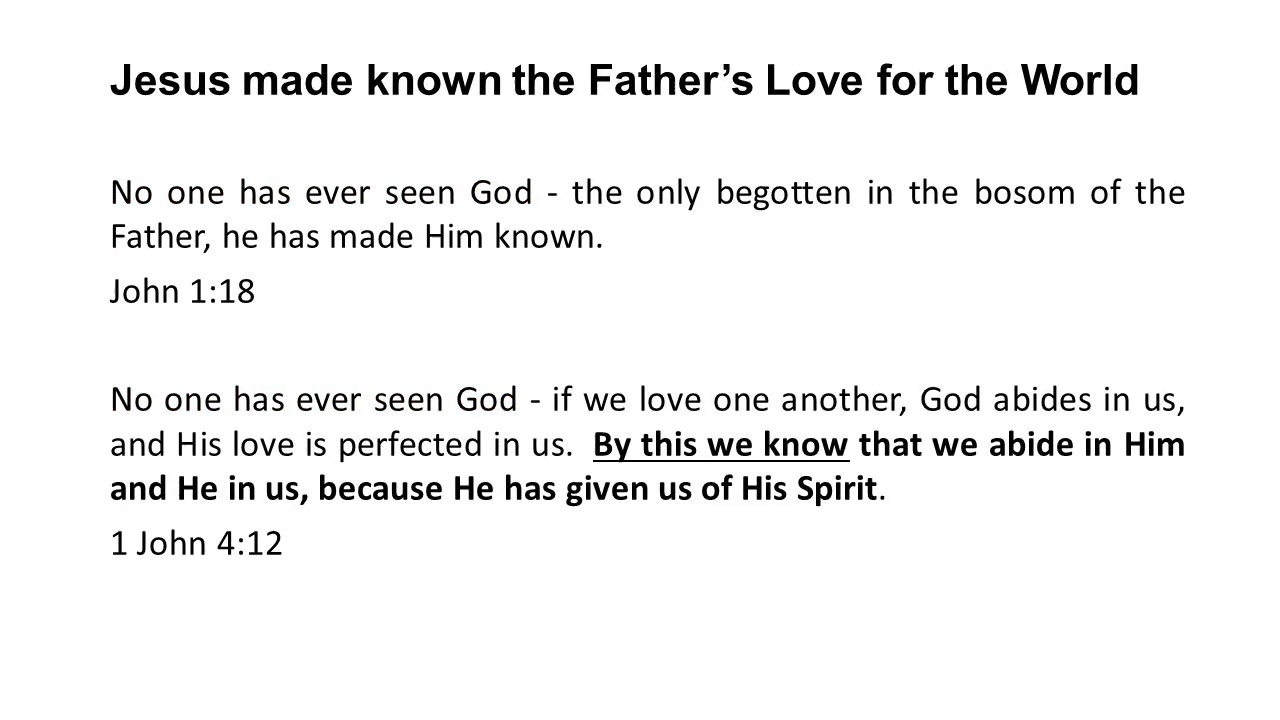 Jesus made known the Father’s Love for the World
No one has ever seen God - the only begotten in the bosom of the
Father, he has made Him known.
John 1:18
No one has ever seen God - if we love one another, God abides in us,
and His love is perfected in us.  By this we know that we abide in Him
and He in us, because He has given us of His Spirit.
1 John 4:12